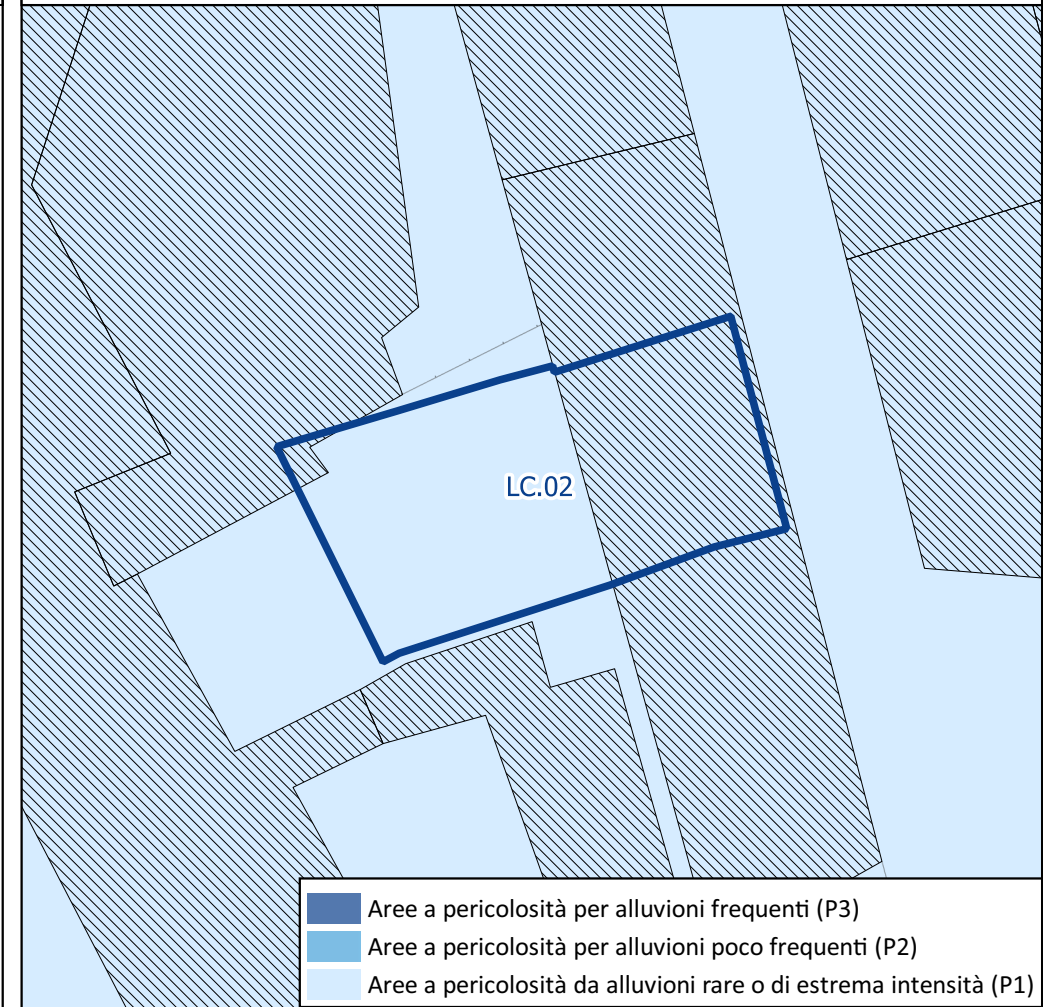 LC.02
Aree a pericolosità per alluvioni frequenti (P3)
Aree a pericolosità per alluvioni poco frequenti (P2)
Aree a pericolosità da alluvioni rare o di estrema intensità (P1)